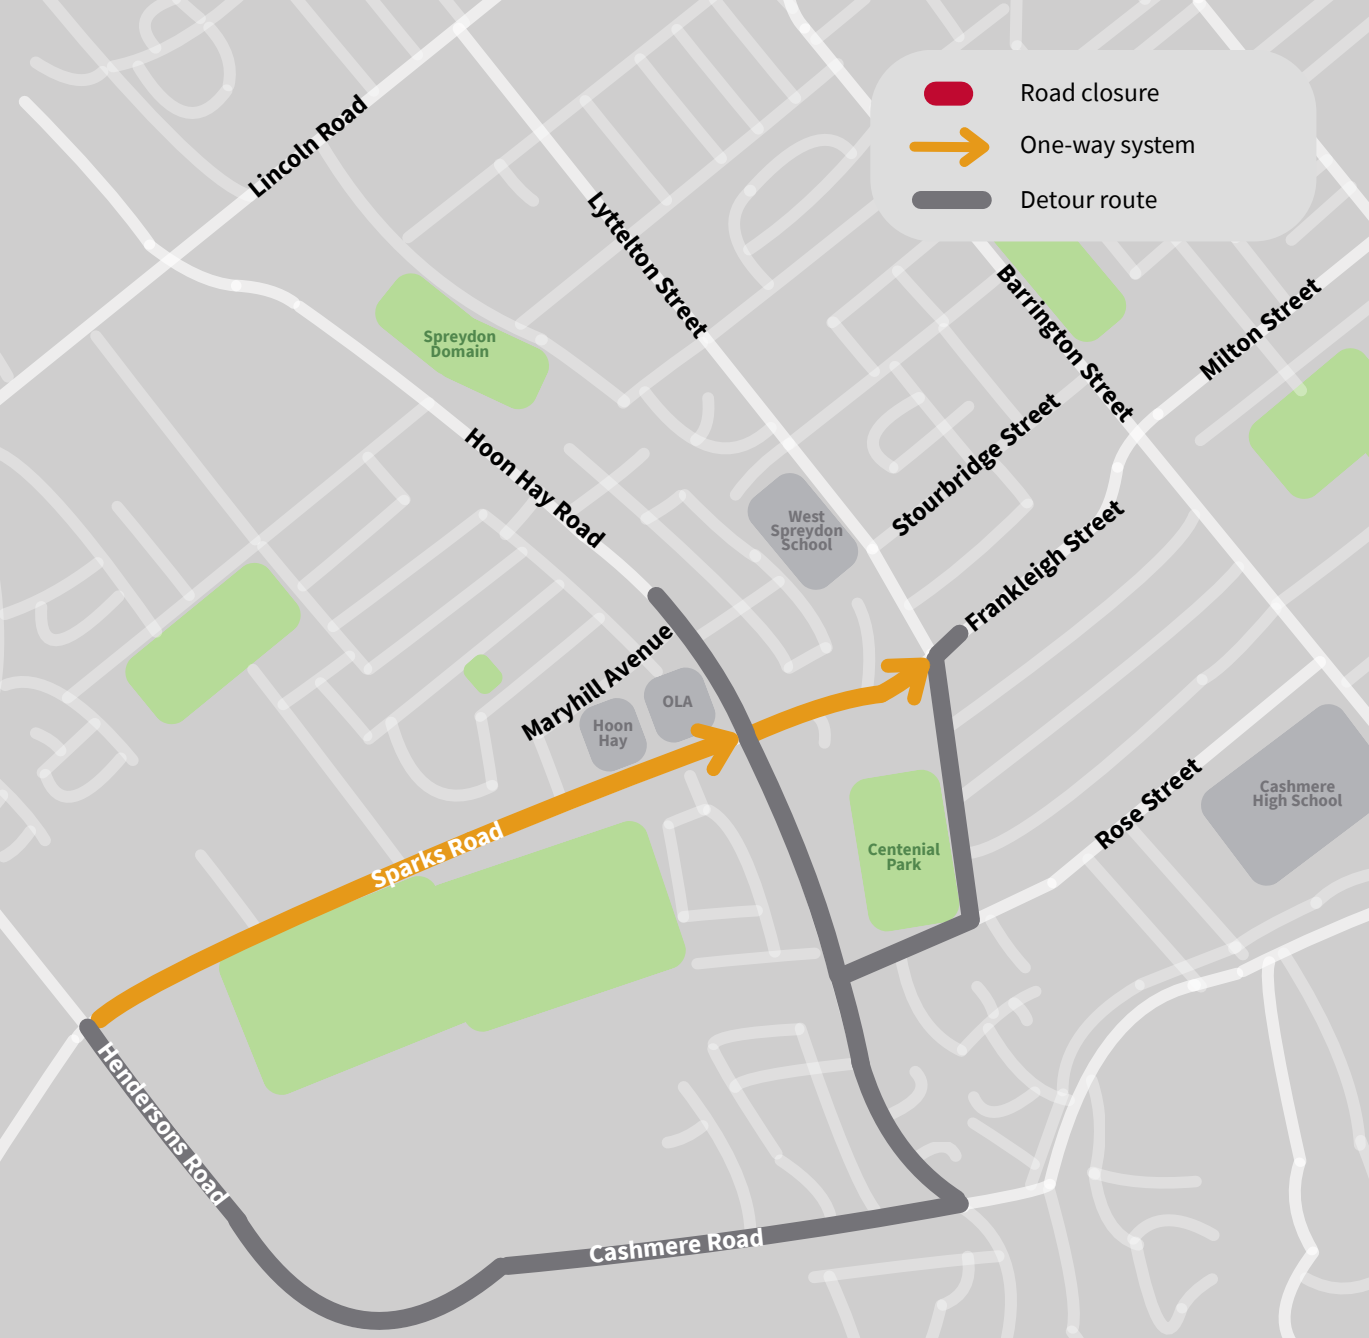 Road closure
One-way system
Detour route
Lincoln Road
Lyttelton Street
Barrington Street
Milton Street
Spreydon
Domain
Hoon Hay Road
Stourbridge Street
West
Spreydon
School
Frankleigh Street
Maryhill Avenue
OLA
Hoon
Hay
Rose Street
Cashmere
High School
Sparks Road
Centenial
Park
Hendersons Road
Cashmere Road